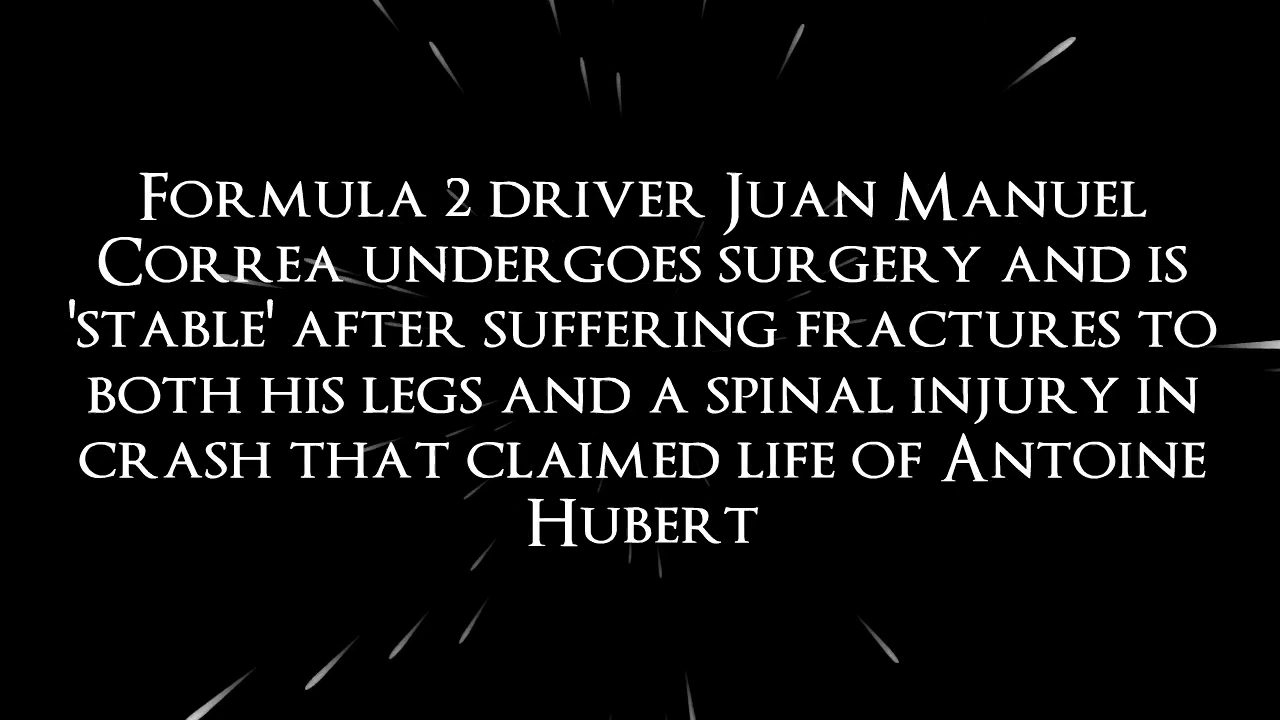 Formula 2 driver Juan Manuel
Correa undergoes surgery and is
'stable' after suffering fractures to
both his legs and a spinal injury in
crash that claimed life of Antoine
Hubert